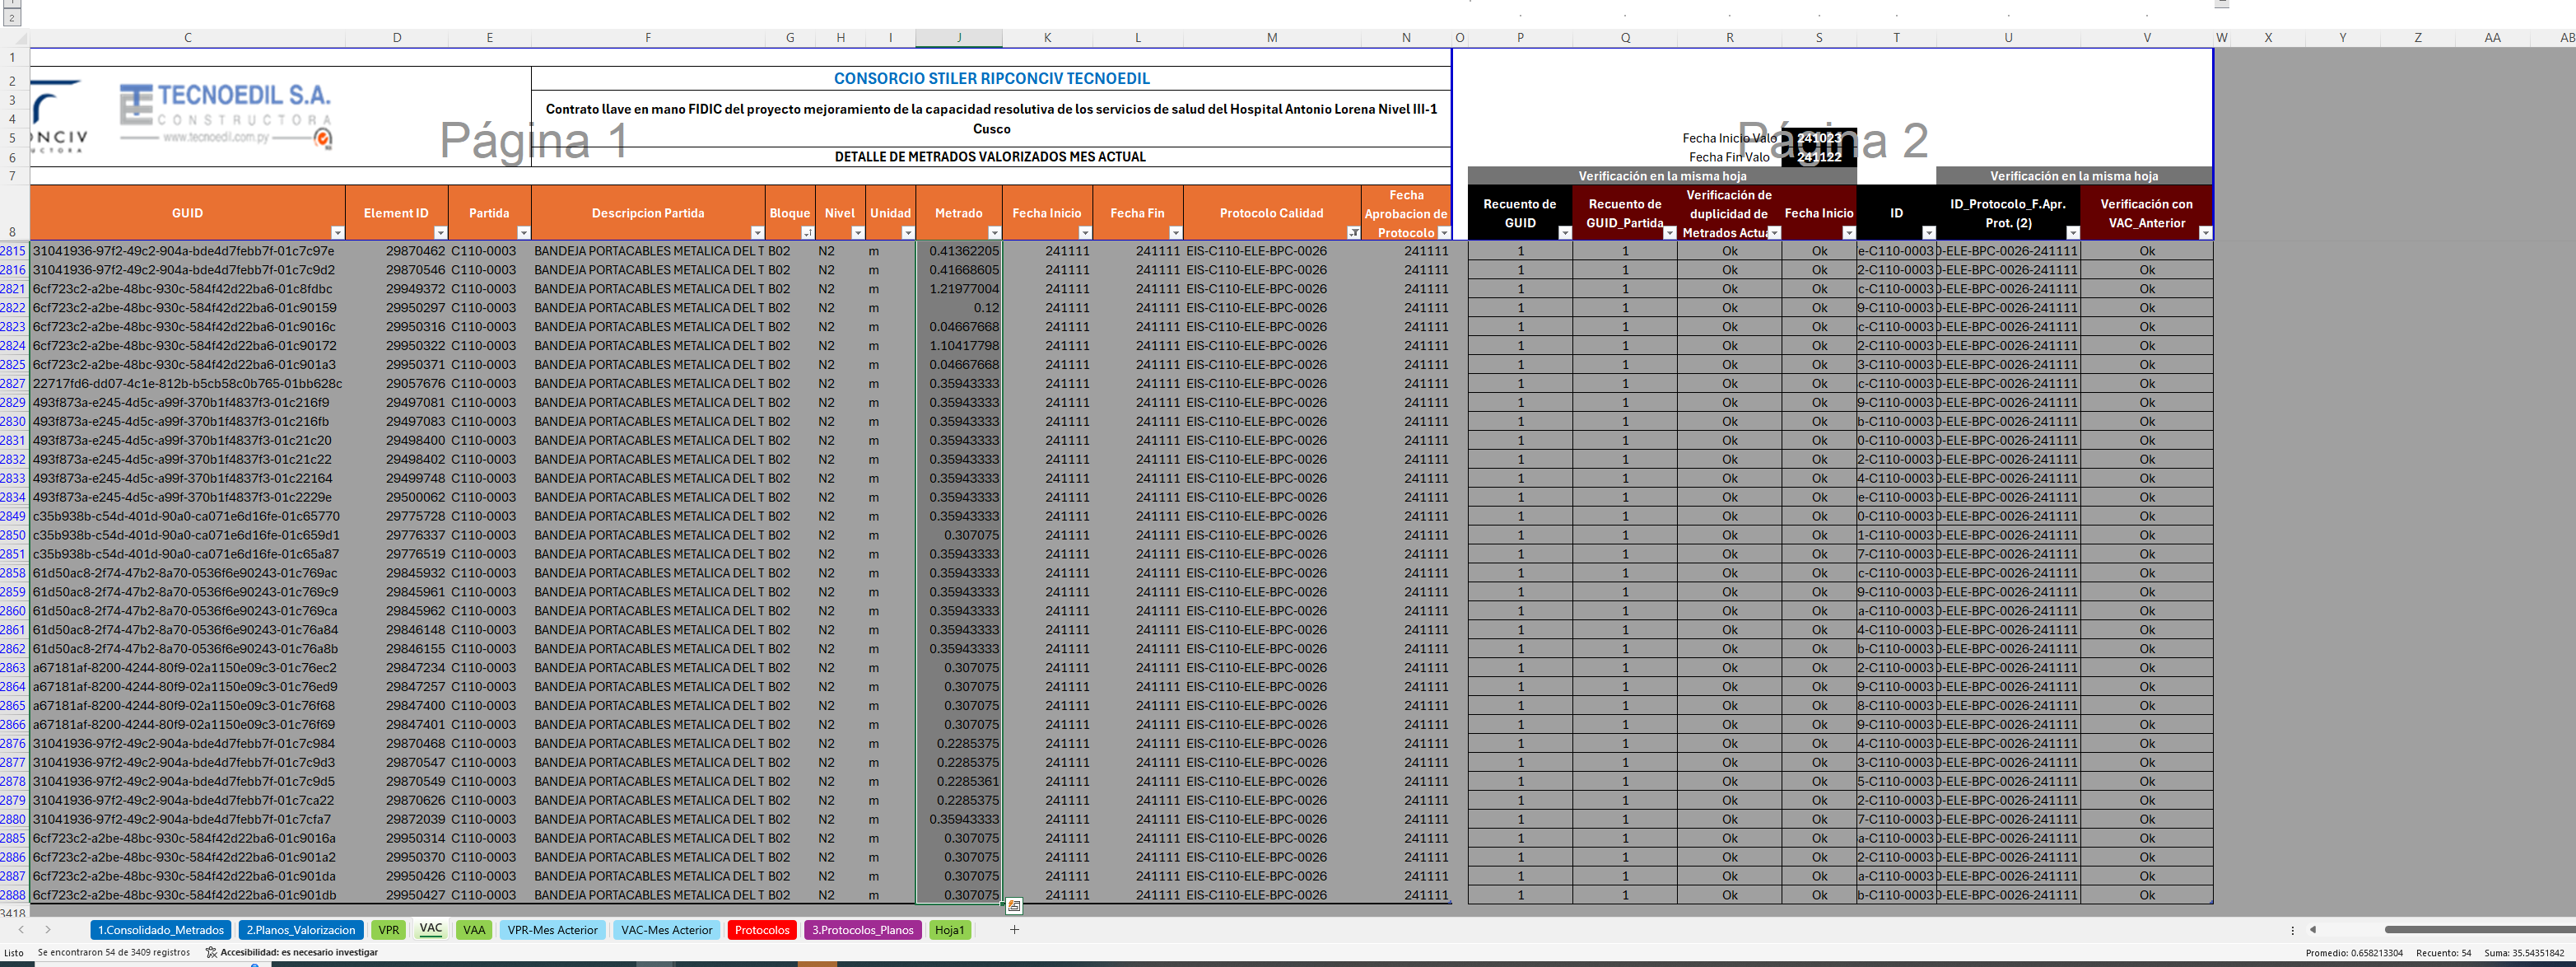 2
C D E F G H I J K L M N O P Q R S T U V W X Y Z AA AB
1
2 CONSORCIO STILER RIPCONCIV TECNOEDIL
TECNOEDIL S.A.
CONSTRUCTORA
www.tecnoedil.com.py
3 Contrato llave en mano FIDIC del proyecto mejoramiento de la capacidad resolutiva de los servicios de salud del Hospital Antonio Lorena Nivel III-1
4 Cusco
5 Página 1 Fecha Inicio Valo 241023 Página 2
6 DETALLE DE METRADOS VALORIZADOS MES ACTUAL Fecha Fin Valo 241122
7 Verificación en la misma hoja Verificación en la misma hoja
8 GUID Element ID Partida Descripcion Partida Bloque Nivel Unidad Metrado Fecha Inicio Fecha Fin Protocolo Calidad Fecha Aprobacion de Protocolo Recuento de GUID Recuento de GUID_Partida Verificación de duplicidad de Metrados Actua Fecha Inicio ID ID_Protocolo_F.Apr. Prot. (2) Verificación con VAC_Anterior
2815 31041936-97f2-49c2-904a-bde4d7febb7f-01c7c97e 29870462 C110-0003 BANDEJA PORTACABLES METALICA DEL T B02 N2 m 0.41362205 241111 241111 EIS-C110-ELE-BPC-0026 241111 1 1 Ok Ok e-C110-0003 0-ELE-BPC-0026-241111 Ok
2816 31041936-97f2-49c2-904a-bde4d7febb7f-01c7c9d2 29870546 C110-0003 BANDEJA PORTACABLES METALICA DEL T B02 N2 m 0.41668605 241111 241111 EIS-C110-ELE-BPC-0026 241111 1 1 Ok Ok 2-C110-0003 0-ELE-BPC-0026-241111 Ok
2821 6cf723c2-a2be-48bc-930c-584f42d22ba6-01c8fdbc 29949372 C110-0003 BANDEJA PORTACABLES METALICA DEL T B02 N2 m 1.21977004 241111 241111 EIS-C110-ELE-BPC-0026 241111 1 1 Ok Ok c-C110-0003 0-ELE-BPC-0026-241111 Ok
2822 6cf723c2-a2be-48bc-930c-584f42d22ba6-01c90159 29950297 C110-0003 BANDEJA PORTACABLES METALICA DEL T B02 N2 m 0.12 241111 241111 EIS-C110-ELE-BPC-0026 241111 1 1 Ok Ok 9-C110-0003 0-ELE-BPC-0026-241111 Ok
2823 6cf723c2-a2be-48bc-930c-584f42d22ba6-01c9016c 29950316 C110-0003 BANDEJA PORTACABLES METALICA DEL T B02 N2 m 0.04667668 241111 241111 EIS-C110-ELE-BPC-0026 241111 1 1 Ok Ok c-C110-0003 0-ELE-BPC-0026-241111 Ok
2824 6cf723c2-a2be-48bc-930c-584f42d22ba6-01c90172 29950322 C110-0003 BANDEJA PORTACABLES METALICA DEL T B02 N2 m 1.10417798 241111 241111 EIS-C110-ELE-BPC-0026 241111 1 1 Ok Ok 2-C110-0003 0-ELE-BPC-0026-241111 Ok
2825 6cf723c2-a2be-48bc-930c-584f42d22ba6-01c901a3 29950371 C110-0003 BANDEJA PORTACABLES METALICA DEL T B02 N2 m 0.04667668 241111 241111 EIS-C110-ELE-BPC-0026 241111 1 1 Ok Ok 3-C110-0003 0-ELE-BPC-0026-241111 Ok
2827 22717fd6-dd07-4c1e-812b-b5cb58c0b765-01bb628c 29057676 C110-0003 BANDEJA PORTACABLES METALICA DEL T B02 N2 m 0.35943333 241111 241111 EIS-C110-ELE-BPC-0026 241111 1 1 Ok Ok c-C110-0003 0-ELE-BPC-0026-241111 Ok
2829 493f873a-e245-4d5c-a99f-370b1f4837f3-01c216f9 29497081 C110-0003 BANDEJA PORTACABLES METALICA DEL T B02 N2 m 0.35943333 241111 241111 EIS-C110-ELE-BPC-0026 241111 1 1 Ok Ok 9-C110-0003 0-ELE-BPC-0026-241111 Ok
2830 493f873a-e245-4d5c-a99f-370b1f4837f3-01c216fb 29497083 C110-0003 BANDEJA PORTACABLES METALICA DEL T B02 N2 m 0.35943333 241111 241111 EIS-C110-ELE-BPC-0026 241111 1 1 Ok Ok b-C110-0003 0-ELE-BPC-0026-241111 Ok
2831 493f873a-e245-4d5c-a99f-370b1f4837f3-01c21c20 29498400 C110-0003 BANDEJA PORTACABLES METALICA DEL T B02 N2 m 0.35943333 241111 241111 EIS-C110-ELE-BPC-0026 241111 1 1 Ok Ok 0-C110-0003 0-ELE-BPC-0026-241111 Ok
2832 493f873a-e245-4d5c-a99f-370b1f4837f3-01c21c22 29498402 C110-0003 BANDEJA PORTACABLES METALICA DEL T B02 N2 m 0.35943333 241111 241111 EIS-C110-ELE-BPC-0026 241111 1 1 Ok Ok 2-C110-0003 0-ELE-BPC-0026-241111 Ok
2833 493f873a-e245-4d5c-a99f-370b1f4837f3-01c22164 29499748 C110-0003 BANDEJA PORTACABLES METALICA DEL T B02 N2 m 0.35943333 241111 241111 EIS-C110-ELE-BPC-0026 241111 1 1 Ok Ok 4-C110-0003 0-ELE-BPC-0026-241111 Ok
2834 493f873a-e245-4d5c-a99f-370b1f4837f3-01c2229e 29500062 C110-0003 BANDEJA PORTACABLES METALICA DEL T B02 N2 m 0.35943333 241111 241111 EIS-C110-ELE-BPC-0026 241111 1 1 Ok Ok e-C110-0003 0-ELE-BPC-0026-241111 Ok
2849 c35b938b-c54d-401d-90a0-ca071e6d16fe-01c65770 29775728 C110-0003 BANDEJA PORTACABLES METALICA DEL T B02 N2 m 0.35943333 241111 241111 EIS-C110-ELE-BPC-0026 241111 1 1 Ok Ok 0-C110-0003 0-ELE-BPC-0026-241111 Ok
2850 c35b938b-c54d-401d-90a0-ca071e6d16fe-01c659d1 29776337 C110-0003 BANDEJA PORTACABLES METALICA DEL T B02 N2 m 0.307075 241111 241111 EIS-C110-ELE-BPC-0026 241111 1 1 Ok Ok 1-C110-0003 0-ELE-BPC-0026-241111 Ok
2851 c35b938b-c54d-401d-90a0-ca071e6d16fe-01c65a87 29776519 C110-0003 BANDEJA PORTACABLES METALICA DEL T B02 N2 m 0.35943333 241111 241111 EIS-C110-ELE-BPC-0026 241111 1 1 Ok Ok 7-C110-0003 0-ELE-BPC-0026-241111 Ok
2858 61d50ac8-2f74-47b2-8a70-0536f6e90243-01c769ac 29845932 C110-0003 BANDEJA PORTACABLES METALICA DEL T B02 N2 m 0.35943333 241111 241111 EIS-C110-ELE-BPC-0026 241111 1 1 Ok Ok c-C110-0003 0-ELE-BPC-0026-241111 Ok
2859 61d50ac8-2f74-47b2-8a70-0536f6e90243-01c769c9 29845961 C110-0003 BANDEJA PORTACABLES METALICA DEL T B02 N2 m 0.35943333 241111 241111 EIS-C110-ELE-BPC-0026 241111 1 1 Ok Ok 9-C110-0003 0-ELE-BPC-0026-241111 Ok
2860 61d50ac8-2f74-47b2-8a70-0536f6e90243-01c769ca 29845962 C110-0003 BANDEJA PORTACABLES METALICA DEL T B02 N2 m 0.35943333 241111 241111 EIS-C110-ELE-BPC-0026 241111 1 1 Ok Ok a-C110-0003 0-ELE-BPC-0026-241111 Ok
2861 61d50ac8-2f74-47b2-8a70-0536f6e90243-01c76a84 29846148 C110-0003 BANDEJA PORTACABLES METALICA DEL T B02 N2 m 0.35943333 241111 241111 EIS-C110-ELE-BPC-0026 241111 1 1 Ok Ok 4-C110-0003 0-ELE-BPC-0026-241111 Ok
2862 61d50ac8-2f74-47b2-8a70-0536f6e90243-01c76a8b 29846155 C110-0003 BANDEJA PORTACABLES METALICA DEL T B02 N2 m 0.35943333 241111 241111 EIS-C110-ELE-BPC-0026 241111 1 1 Ok Ok b-C110-0003 0-ELE-BPC-0026-241111 Ok
2863 a67181af-8200-4244-80f9-02a1150e09c3-01c76ec2 29847234 C110-0003 BANDEJA PORTACABLES METALICA DEL T B02 N2 m 0.307075 241111 241111 EIS-C110-ELE-BPC-0026 241111 1 1 Ok Ok 2-C110-0003 0-ELE-BPC-0026-241111 Ok
2864 a67181af-8200-4244-80f9-02a1150e09c3-01c76ed9 29847257 C110-0003 BANDEJA PORTACABLES METALICA DEL T B02 N2 m 0.307075 241111 241111 EIS-C110-ELE-BPC-0026 241111 1 1 Ok Ok 9-C110-0003 0-ELE-BPC-0026-241111 Ok
2865 a67181af-8200-4244-80f9-02a1150e09c3-01c76f68 29847400 C110-0003 BANDEJA PORTACABLES METALICA DEL T B02 N2 m 0.307075 241111 241111 EIS-C110-ELE-BPC-0026 241111 1 1 Ok Ok 8-C110-0003 0-ELE-BPC-0026-241111 Ok
2866 a67181af-8200-4244-80f9-02a1150e09c3-01c76f69 29847401 C110-0003 BANDEJA PORTACABLES METALICA DEL T B02 N2 m 0.307075 241111 241111 EIS-C110-ELE-BPC-0026 241111 1 1 Ok Ok 9-C110-0003 0-ELE-BPC-0026-241111 Ok
2876 31041936-97f2-49c2-904a-bde4d7febb7f-01c7c984 29870468 C110-0003 BANDEJA PORTACABLES METALICA DEL T B02 N2 m 0.2285375 241111 241111 EIS-C110-ELE-BPC-0026 241111 1 1 Ok Ok 4-C110-0003 0-ELE-BPC-0026-241111 Ok
2877 31041936-97f2-49c2-904a-bde4d7febb7f-01c7c9d3 29870547 C110-0003 BANDEJA PORTACABLES METALICA DEL T B02 N2 m 0.2285375 241111 241111 EIS-C110-ELE-BPC-0026 241111 1 1 Ok Ok 3-C110-0003 0-ELE-BPC-0026-241111 Ok
2878 31041936-97f2-49c2-904a-bde4d7febb7f-01c7c9d5 29870549 C110-0003 BANDEJA PORTACABLES METALICA DEL T B02 N2 m 0.2285361 241111 241111 EIS-C110-ELE-BPC-0026 241111 1 1 Ok Ok 5-C110-0003 0-ELE-BPC-0026-241111 Ok
2879 31041936-97f2-49c2-904a-bde4d7febb7f-01c7ca22 29870626 C110-0003 BANDEJA PORTACABLES METALICA DEL T B02 N2 m 0.2285375 241111 241111 EIS-C110-ELE-BPC-0026 241111 1 1 Ok Ok 2-C110-0003 0-ELE-BPC-0026-241111 Ok
2880 31041936-97f2-49c2-904a-bde4d7febb7f-01c7cfa7 29872039 C110-0003 BANDEJA PORTACABLES METALICA DEL T B02 N2 m 0.35943333 241111 241111 EIS-C110-ELE-BPC-0026 241111 1 1 Ok Ok 7-C110-0003 0-ELE-BPC-0026-241111 Ok
2885 6cf723c2-a2be-48bc-930c-584f42d22ba6-01c9016a 29950314 C110-0003 BANDEJA PORTACABLES METALICA DEL T B02 N2 m 0.307075 241111 241111 EIS-C110-ELE-BPC-0026 241111 1 1 Ok Ok a-C110-0003 0-ELE-BPC-0026-241111 Ok
2886 6cf723c2-a2be-48bc-930c-584f42d22ba6-01c901a2 29950370 C110-0003 BANDEJA PORTACABLES METALICA DEL T B02 N2 m 0.307075 241111 241111 EIS-C110-ELE-BPC-0026 241111 1 1 Ok Ok 2-C110-0003 0-ELE-BPC-0026-241111 Ok
2887 6cf723c2-a2be-48bc-930c-584f42d22ba6-01c901da 29950426 C110-0003 BANDEJA PORTACABLES METALICA DEL T B02 N2 m 0.307075 241111 241111 EIS-C110-ELE-BPC-0026 241111 1 1 Ok Ok a-C110-0003 0-ELE-BPC-0026-241111 Ok
2888 6cf723c2-a2be-48bc-930c-584f42d22ba6-01c901db 29950427 C110-0003 BANDEJA PORTACABLES METALICA DEL T B02 N2 m 0.307075 241111 241111 EIS-C110-ELE-BPC-0026 241111 1 1 Ok Ok b-C110-0003 0-ELE-BPC-0026-241111 Ok
3418
1.Consolidado_Metrados 2.Planos_Valorizacion VPR VAC VAA VPR-Mes Acterior VAC-Mes Acterior Protocolos 3.Protocolos_Planos Hoja1
Listo Se encontraron 54 de 3409 registros Accesibilidad: es necesario investigar Promedio: 0.658213304 Recuento: 54 Suma: 35.54351842